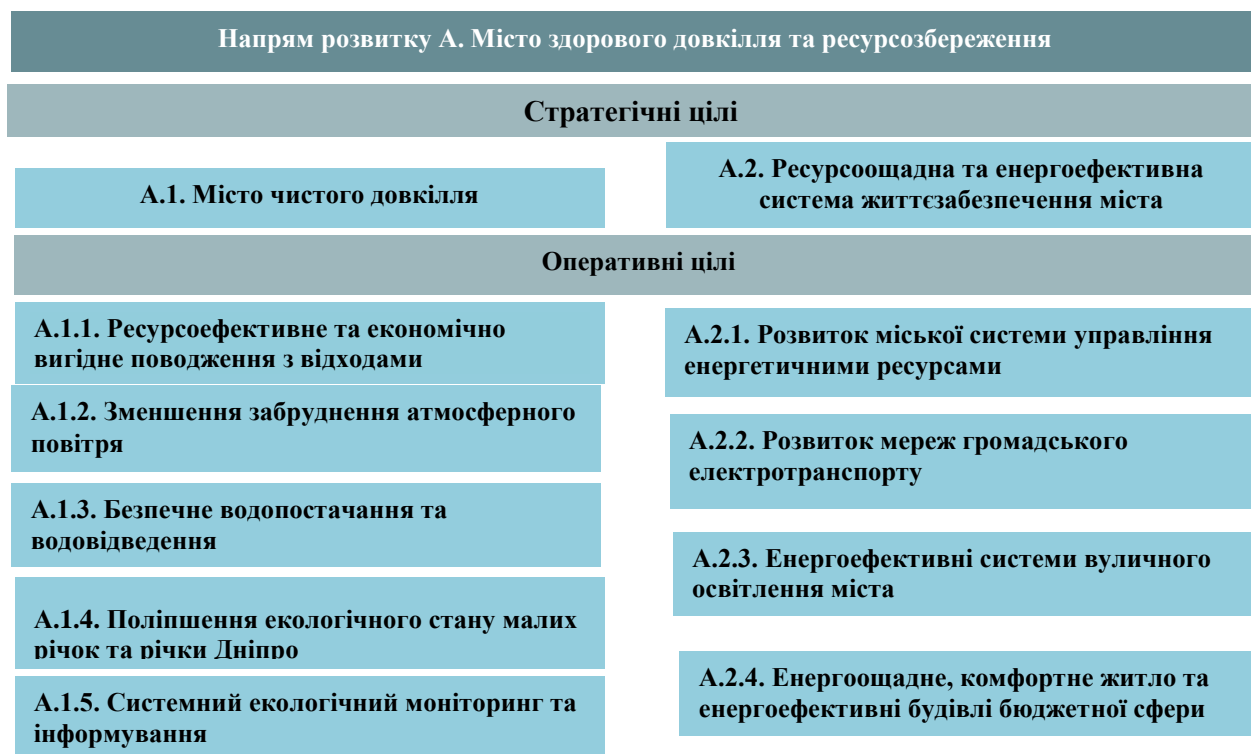 Напрям розвитку А. Місто здорового довкілля та ресурсозбереження
Стратегічні цілі
А.1. Місто чистого довкілля
А.2. Ресурсоощадна та енергоефективна
система життєзабезпечення міста
Оперативні цілі
А.1.1. Ресурсоефективне та економічно
вигідне поводження з відходами
А.1.2. Зменшення забруднення атмосферного
повітря
А.1.3. Безпечне водопостачання та
водовідведення
А.1.4. Поліпшення екологічного стану малих
річок та річки Дніпро
А.1.5. Системний екологічний моніторинг та
інформування
А.2.1. Розвиток міської системи управління
енергетичними ресурсами
А.2.2. Розвиток мереж громадського
електротранспорту
А.2.3. Енергоефективні системи вуличного
освітлення міста
А.2.4. Енергоощадне, комфортне житло та
енергоефективні будівлі бюджетної сфери